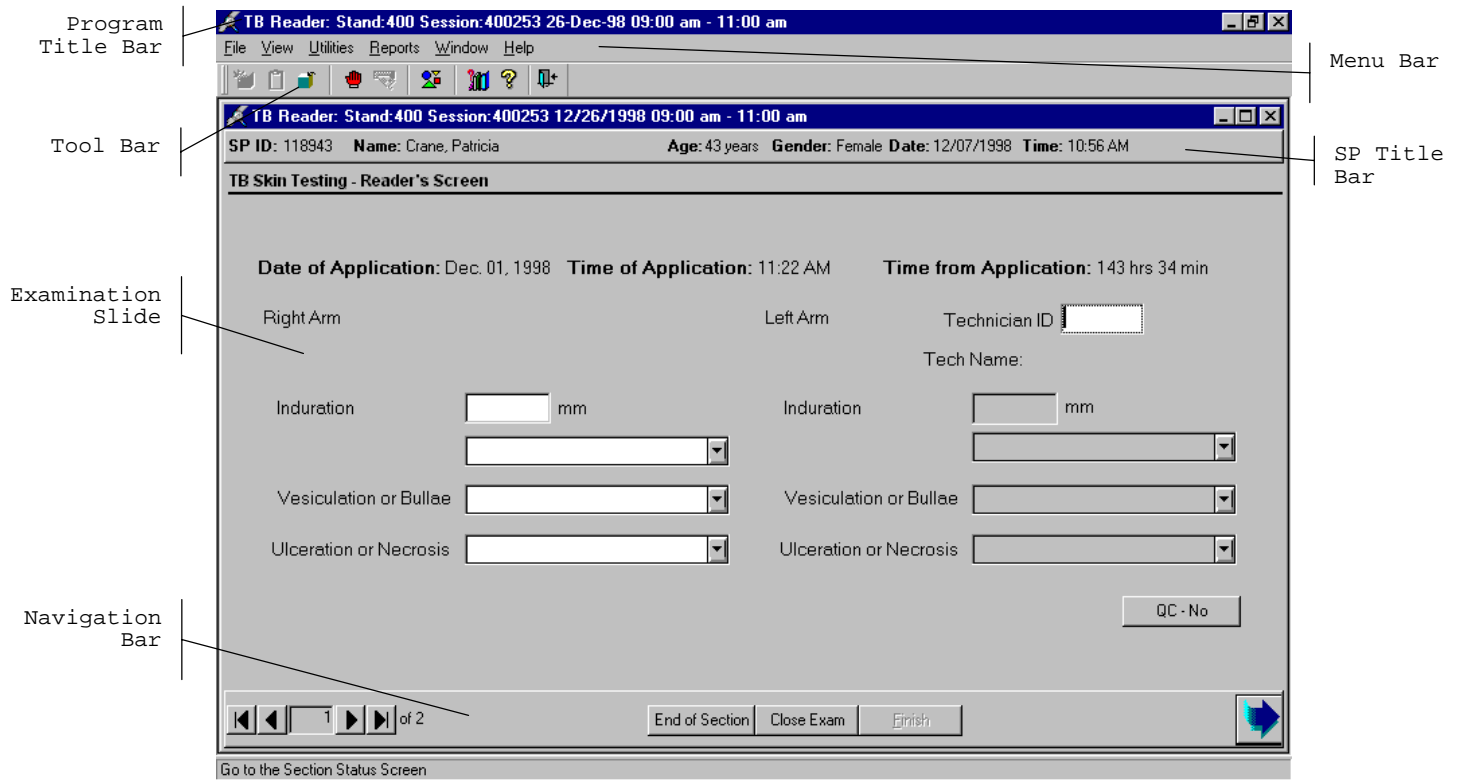 Program
Title Bar
TB Reader: Stand:400 Session:400253 26-Dec-98 09:00 am - 11:00 am
File View Utilities Reports Window Help
Menu Bar
Tool Bar
TB Reader: Stand:400 Session:400253 12/26/1998 09:00 am - 11:00 am
SP ID: 118943 Name: Crane, Patricia Age: 43 years Gender: Female Date: 12/07/1998 Time: 10:56 AM
SP Title
Bar
TB Skin Testing - Reader's Screen
Date of Application: Dec. 01, 1998 Time of Application: 11:22 AM Time from Application: 143 hrs 34 min
Examination
Slide
Right Arm Left Arm Technician ID
Tech Name:
Induration mm Induration mm
Vesiculation or Bullae Vesiculation or Bullae
Ulceration or Necrosis Ulceration or Necrosis
QC - No
Navigation
Bar
1 of 2 End of Section Close Exam Finish
Go to the Section Status Screen